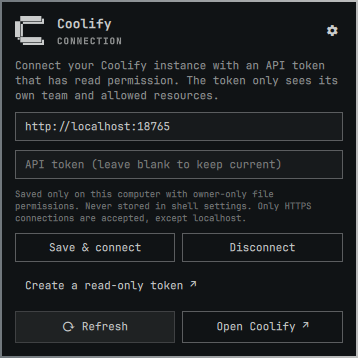 Coolify
CONNECTION
Connect your Coolify instance with an API token
that has read permission. The token only sees its
own team and allowed resources.
http://localhost:18765
API token (leave blank to keep current)
Saved only on this computer with owner-only file
permissions. Never stored in shell settings. Only HTTPS
connections are accepted, except localhost.
Save & connect
Disconnect
Create a read-only token ↗
Refresh
Open Coolify ↗